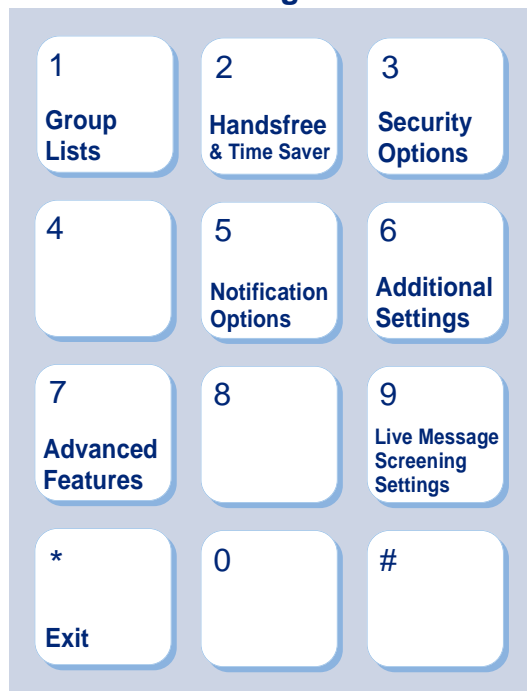 1
Group
Lists
2
Handsfree
& Time Saver
3
Security
Options
4
5
Notification
Options
6
Additional
Settings
7
Advanced
Features
8
9
Live Message
Screening
Settings
*
Exit
0
#